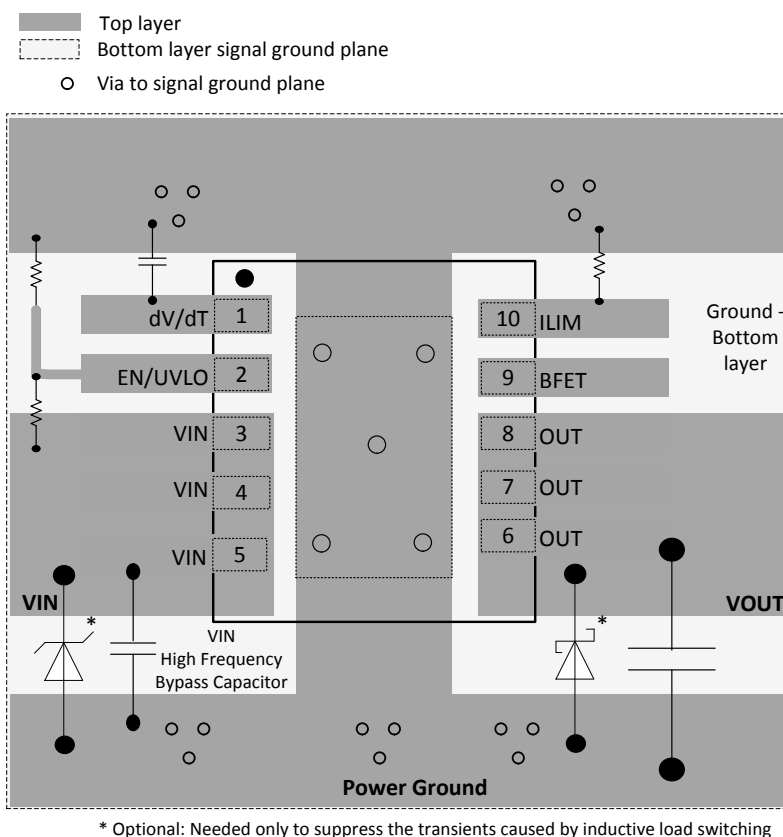 Top layer
Bottom layer signal ground plane
Via to signal ground plane
dV/dT 1
10 ILIM
Ground -
Bottom
layer
EN/UVLO 2
9 BFET
VIN 3
8 OUT
VIN 4
7 OUT
VIN 5
6 OUT
VIN
VOUT
*
*
VIN
High Frequency
Bypass Capacitor
Power Ground
* Optional: Needed only to suppress the transients caused by inductive load switching